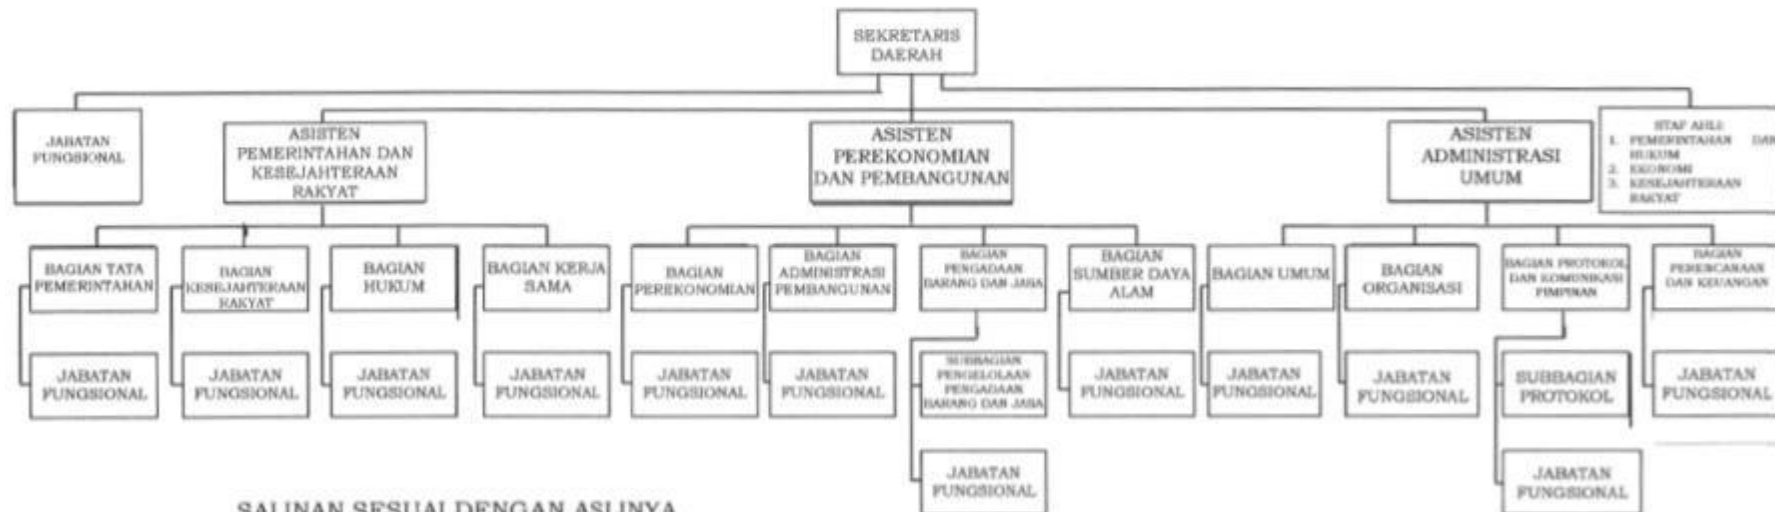 SEKRETARIS
DAERAH
JABATAN
FUNGSIONAL
ASISTEN
PEMERINTAHAN DAN
KESEJAHTERAAN
RAKYAT
ASISTEN
PEREKONOMIAN
DAN PEMBANGUNAN
ASISTEN
ADMINISTRASI
UMUM
STAF AHLI
1. PEMERINTAHAN DAN
HUKUM
2. EKONOMI
3. KESEJAHTERAAN
RAKYAT
BAGIAN TATA
PEMERINTAHAN
BAGIAN
KESEJAHTERAAN
RAKYAT
BAGIAN
HUKUM
BAGIAN KERJA
SAMA
BAGIAN
PEREKONOMIAN
BAGIAN
ADMINISTRASI
PEMBANGUNAN
BAGIAN
PENGADAAN
BARANG DAN JASA
BAGIAN
SUMBER DAYA
ALAM
BAGIAN UMUM
BAGIAN
ORGANISASI
BAGIAN PROTOKOL
DAN KOMUNIKASI
PIMPINAN
BAGIAN
PERENCANAAN
DAN KEUANGAN
JABATAN
FUNGSIONAL
JABATAN
FUNGSIONAL
JABATAN
FUNGSIONAL
JABATAN
FUNGSIONAL
JABATAN
FUNGSIONAL
JABATAN
FUNGSIONAL
SUBBAGIAN
PENGELOLAAN
PENGADAAN
BARANG DAN JASA
JABATAN
FUNGSIONAL
JABATAN
FUNGSIONAL
JABATAN
FUNGSIONAL
SUBBAGIAN
PROTOKOL
JABATAN
FUNGSIONAL
JABATAN
FUNGSIONAL
JABATAN
FUNGSIONAL
SALINAN SESUAI DENGAN ASLINYA